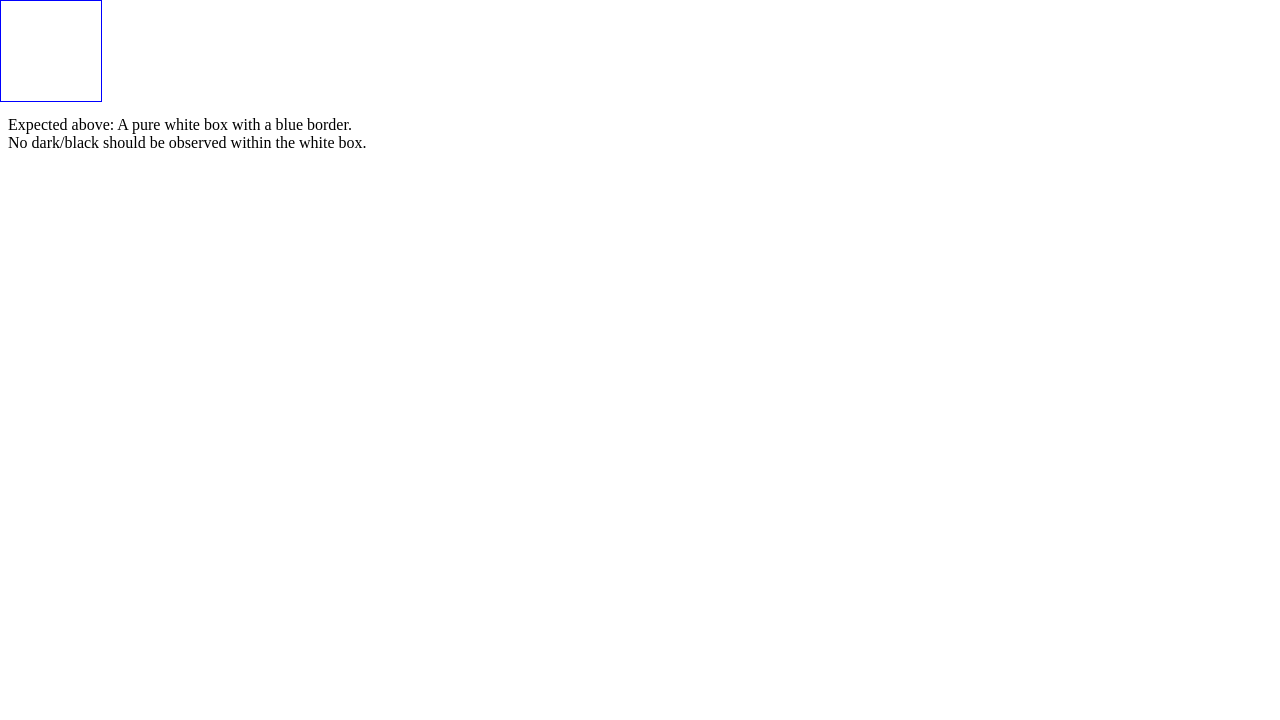 Expected above: A pure white box with a blue border.
No dark/black should be observed within the white box.